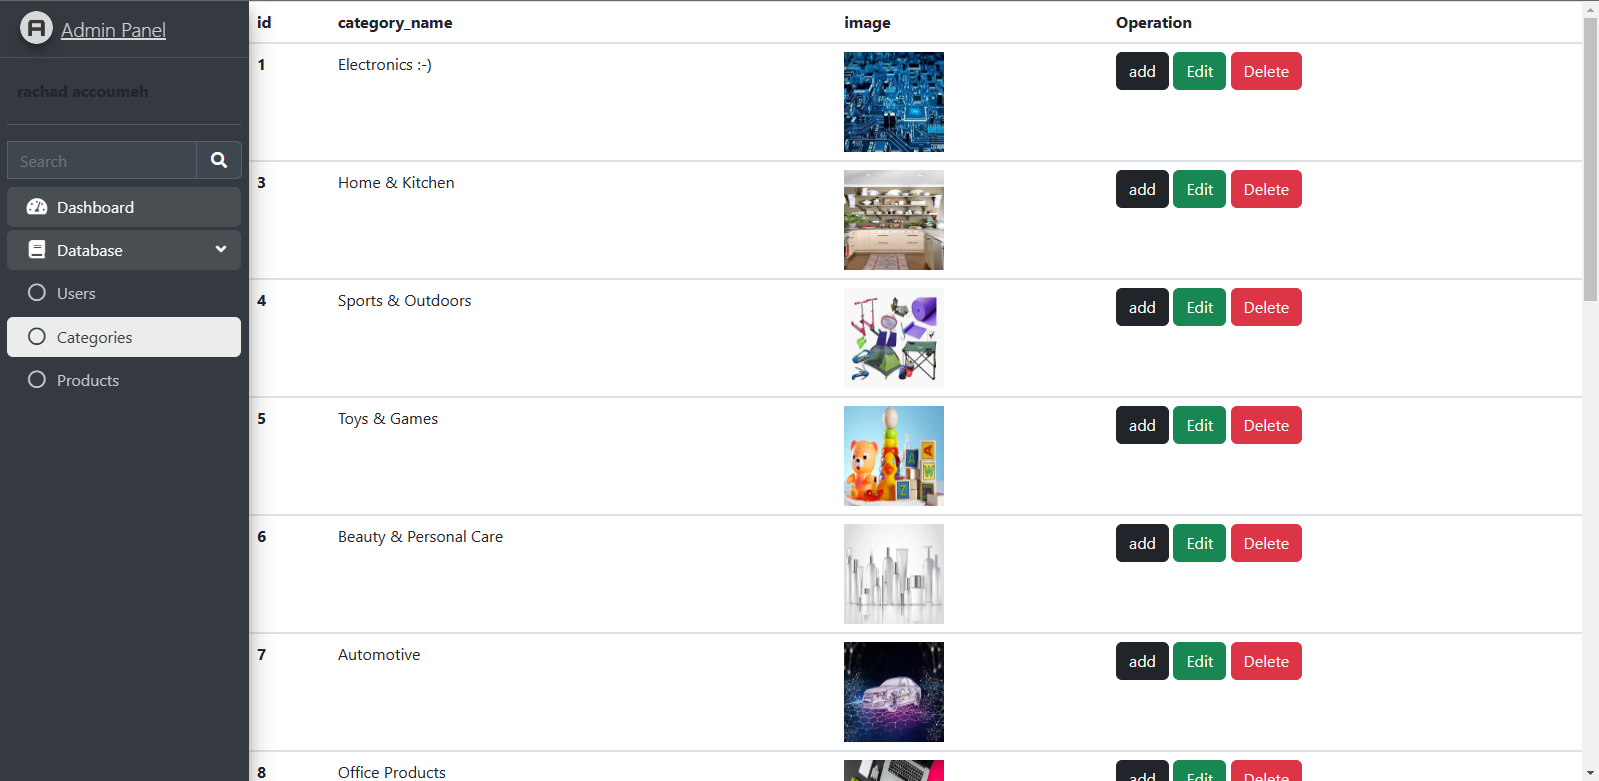 Admin Panel
rachad accoumeh
Search
Dashboard
Database
Users
Categories
Products
id category_name image Operation
1 Electronics :-) add Edit Delete
3 Home & Kitchen add Edit Delete
4 Sports & Outdoors add Edit Delete
5 Toys & Games add Edit Delete
6 Beauty & Personal Care add Edit Delete
7 Automotive add Edit Delete
8 Office Products add Edit Delete